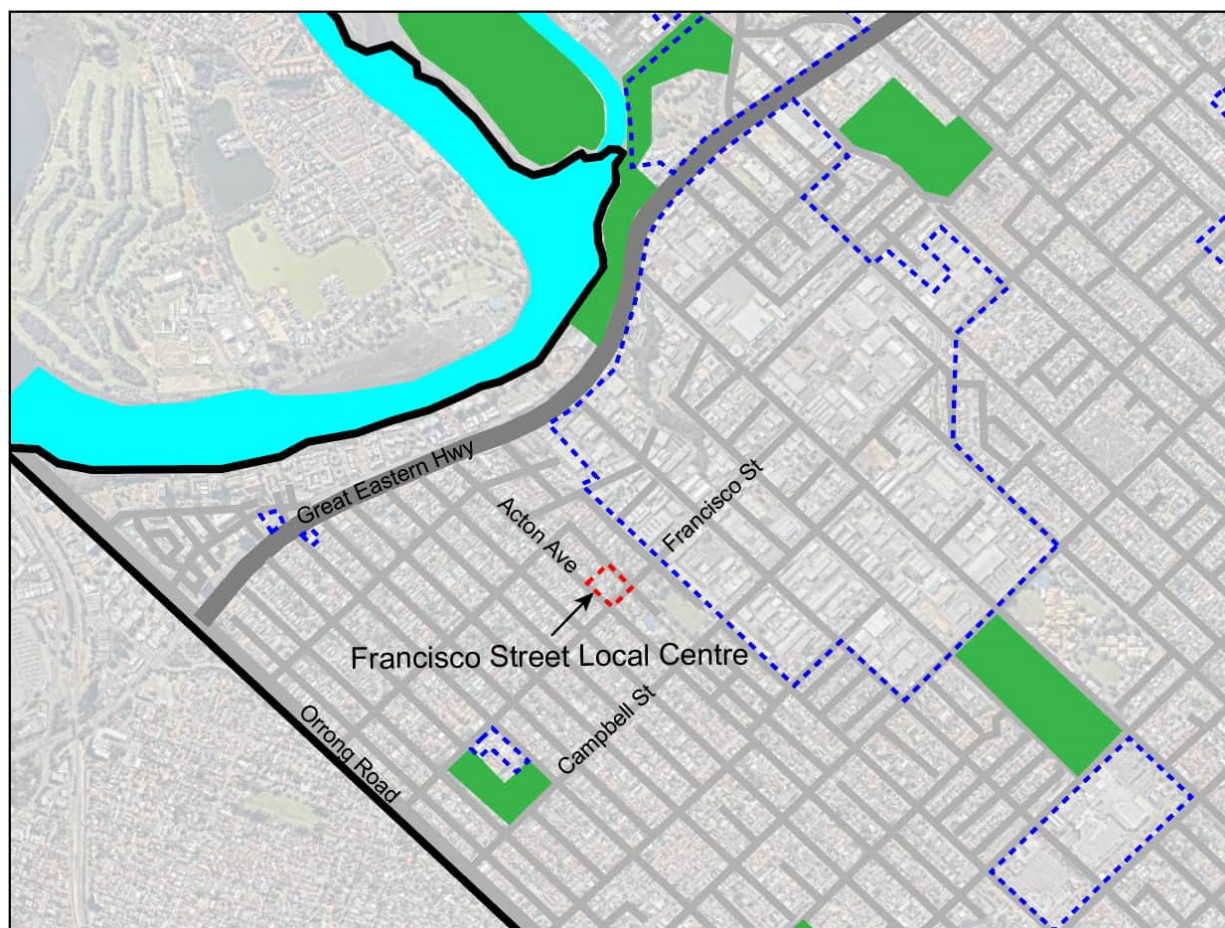 Great Eastern Hwy
Acton Ave
Francisco St
Francisco Street Local Centre
Campbell St
Orrong Road